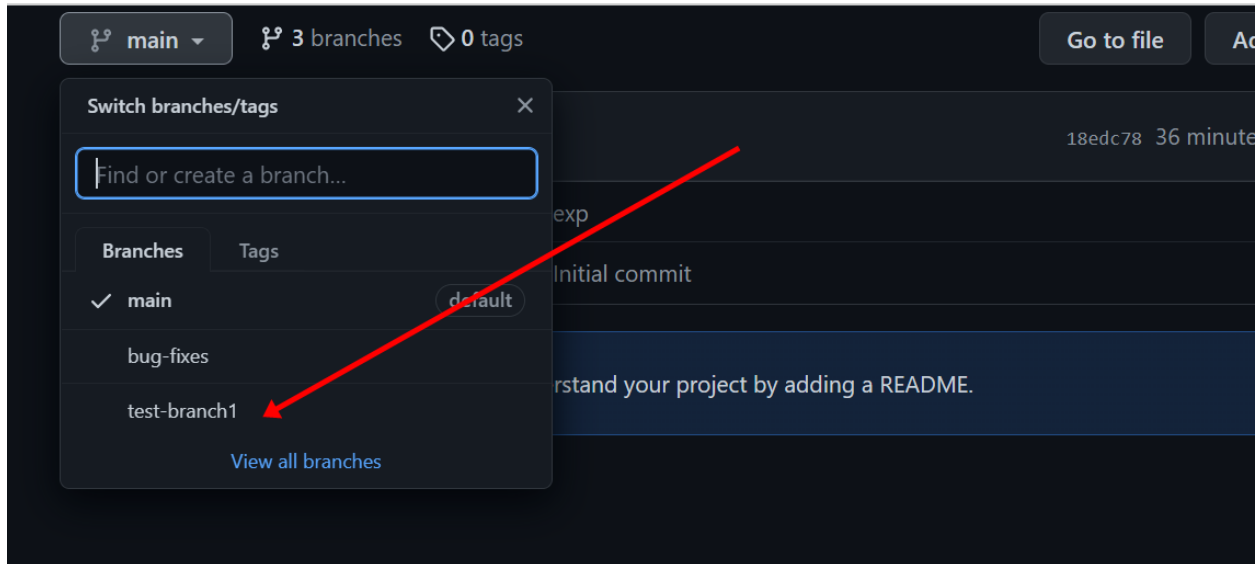 main 3 branches 0 tags Go to file
Switch branches/tags
18edc78 36 minute
Find or create a branch...
exp
Branches Tags
Initial commit
main default
bug-fixes
rstand your project by adding a README.
test-branch1
View all branches